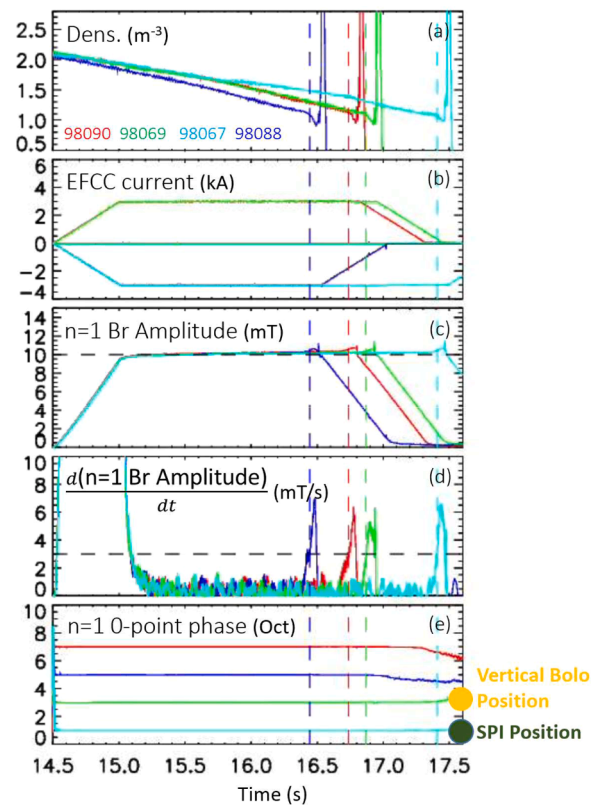 Dens. (m⁻³) (a)
2.5
2.0
1.5
1.0
0.5
98090 98069 98067 98088
EFCC current (kA) (b)
6
4
2
0
−2
−4
n=1 Br Amplitude (mT) (c)
14
12
10
8
6
4
2
0
d(n=1 Br Amplitude)/dt (mT/s) (d)
10
8
6
4
2
0
n=1 O-point phase (Oct) (e)
10
8
6
4
2
0
Vertical Bolo
Position
SPI Position
14.5 15.0 15.5 16.0 16.5 17.0 17.5
Time (s)